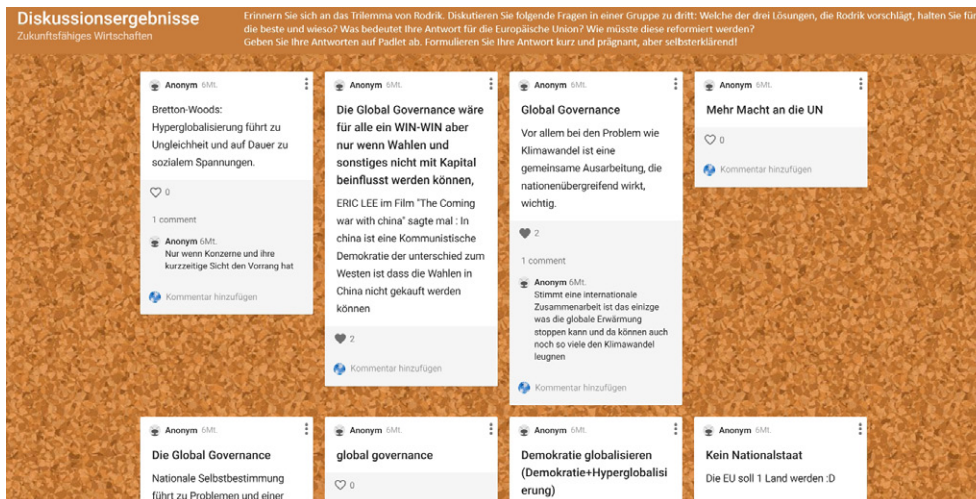 Diskussionsergebnisse
Zukunftsfähiges Wirtschaften
Erinnern Sie sich an das Trilemma von Rodrik. Diskutieren Sie folgende Fragen in einer Gruppe zu dritt: Welche der drei Lösungen, die Rodrik vorschlägt, halten Sie für
die beste und wieso? Was bedeutet Ihre Antwort für die Europäische Union? Wie müsste diese reformiert werden?
Geben Sie Ihre Antworten auf Padlet ab. Formulieren Sie Ihre Antwort kurz und prägnant, aber selbsterklärend!
Anonym 6Mt.
Bretton-Woods:
Hyperglobalisierung führt zu
Ungleichheit und auf Dauer zu
sozialem Spannungen.
0
1 comment
Anonym 6Mt.
Nur wenn Konzerne und ihre
kurzzeitige Sicht den Vorrang hat
Kommentar hinzufügen
Anonym 6Mt.
Die Global Governance wäre
für alle ein WIN-WIN aber
nur wenn Wahlen und
sonstiges nicht mit Kapital
beinflusst werden können,
ERIC LEE im Film "The Coming
war with china" sagte mal : In
china ist eine Kommunistische
Demokratie der unterschied zum
Westen ist dass die Wahlen in
China nicht gekauft werden
können
2
Kommentar hinzufügen
Anonym 6Mt.
Global Governance
Vor allem bei den Problem wie
Klimawandel ist eine
gemeinsame Ausarbeitung, die
nationenübergreifend wirkt,
wichtig.
2
1 comment
Anonym 6Mt.
Stimmt eine internationale
Zusammenarbeit ist das einizge
was die globale Erwärmung
stoppen kann und da können auch
noch so viele den Klimawandel
leugnen
Kommentar hinzufügen
Anonym 6Mt.
Mehr Macht an die UN
0
Kommentar hinzufügen
Anonym 6Mt.
Die Global Governance
Nationale Selbstbestimmung
führt zu Problemen und einer
Anonym 6Mt.
global governance
0
Anonym 6Mt.
Demokratie globalisieren
(Demokratie+Hyperglobalisi
erung)
Anonym 6Mt.
Kein Nationalstaat
Die EU soll 1 Land werden :D